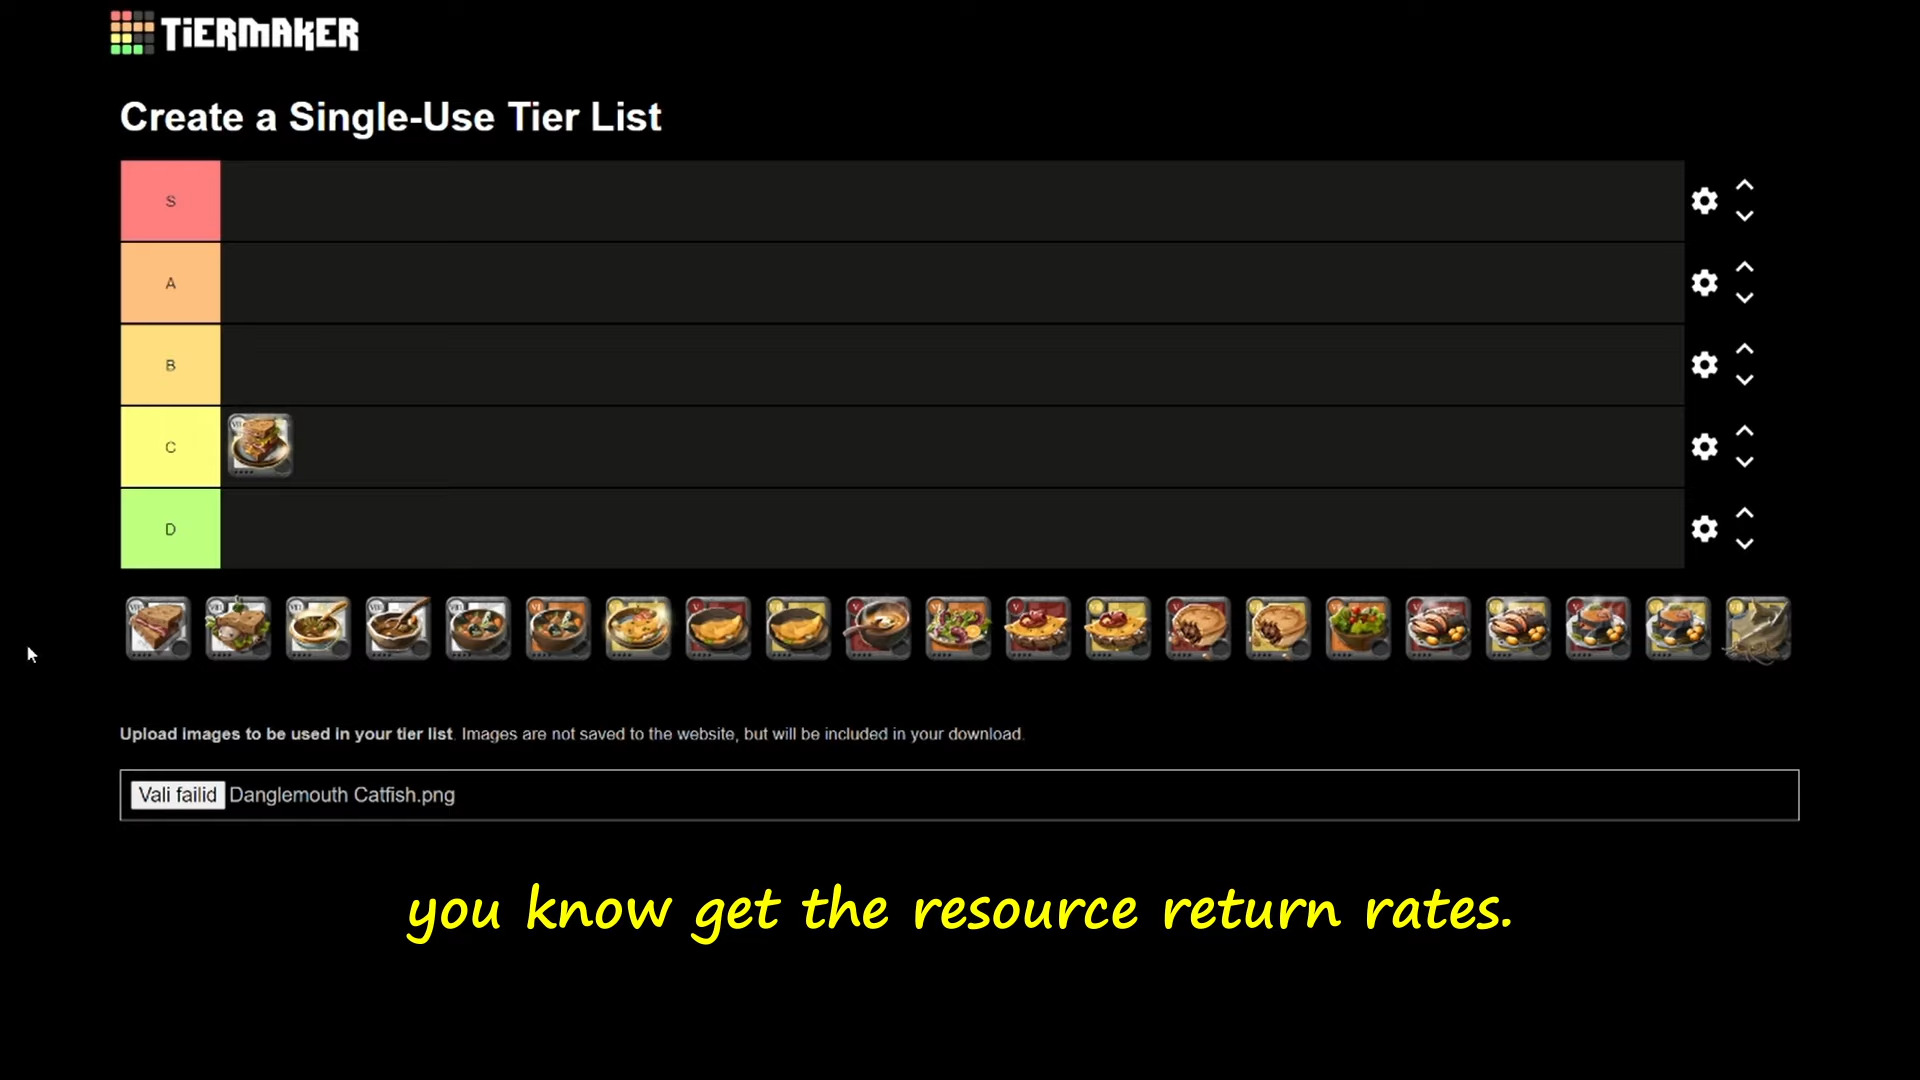 TiERMAKER
Create a Single-Use Tier List
S
A
B
C
D
Upload images to be used in your tier list. Images are not saved to the website, but will be included in your download.
Vali failid Danglemouth Catfish.png
you know get the resource return rates.